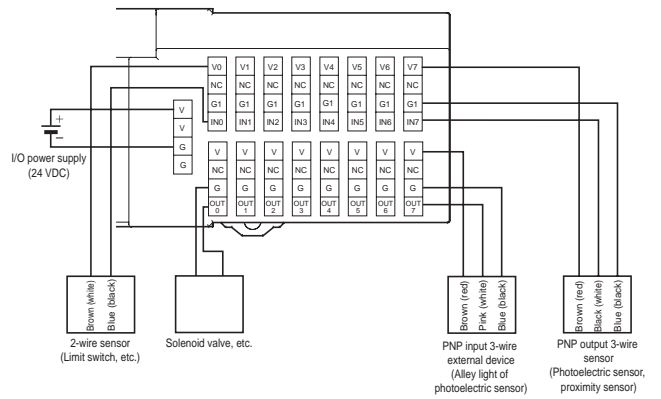 V0 V1 V2 V3 V4 V5 V6 V7
NC NC NC NC NC NC NC NC
G1 G1 G1 G1 G1 G1 G1 G1
IN0 IN1 IN2 IN3 IN4 IN5 IN6 IN7
V
V
G
G
+
−
I/O power supply
(24 VDC)
V V V V V V V V
NC NC NC NC NC NC NC NC
G G G G G G G G
OUT OUT OUT OUT OUT OUT OUT OUT
0 1 2 3 4 5 6 7
Brown (white)
Blue (black)
2-wire sensor
(Limit switch, etc.)
Solenoid valve, etc.
Brown (red)
Pink (white)
Blue (black)
PNP input 3-wire
external device
(Alley light of
photoelectric sensor)
Brown (red)
Black (white)
Blue (black)
PNP output 3-wire
sensor
(Photoelectric sensor,
proximity sensor)